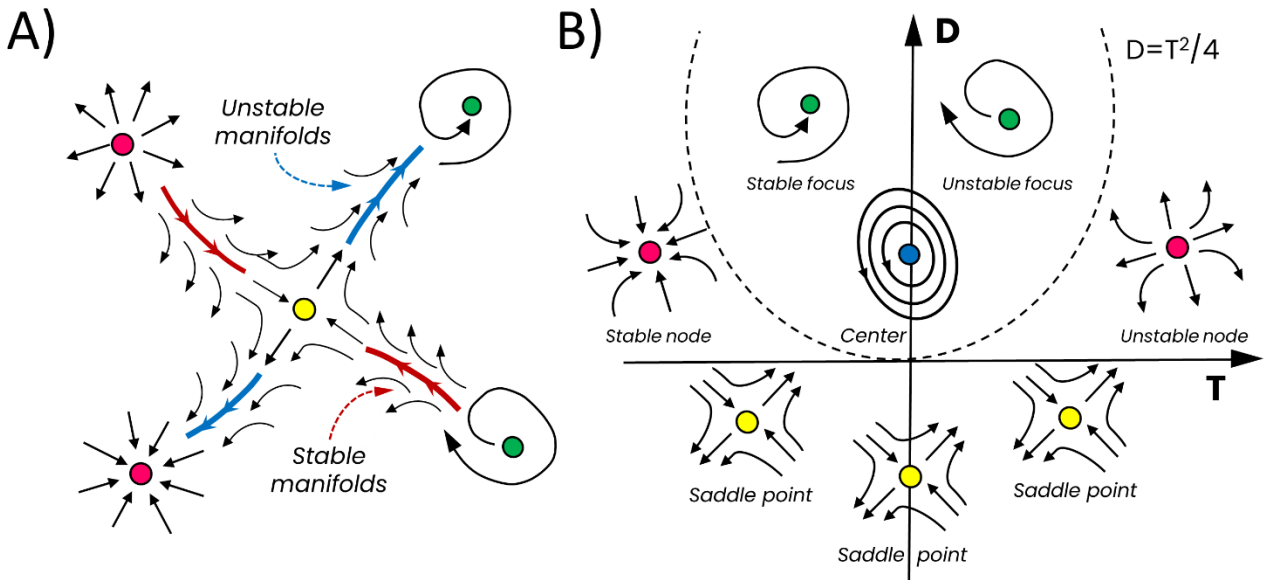 A)
Unstable
manifolds
Stable
manifolds
B)
D
D=T²/4
Stable focus
Unstable focus
Stable node
Center
Unstable node
T
Saddle point
Saddle point
Saddle point